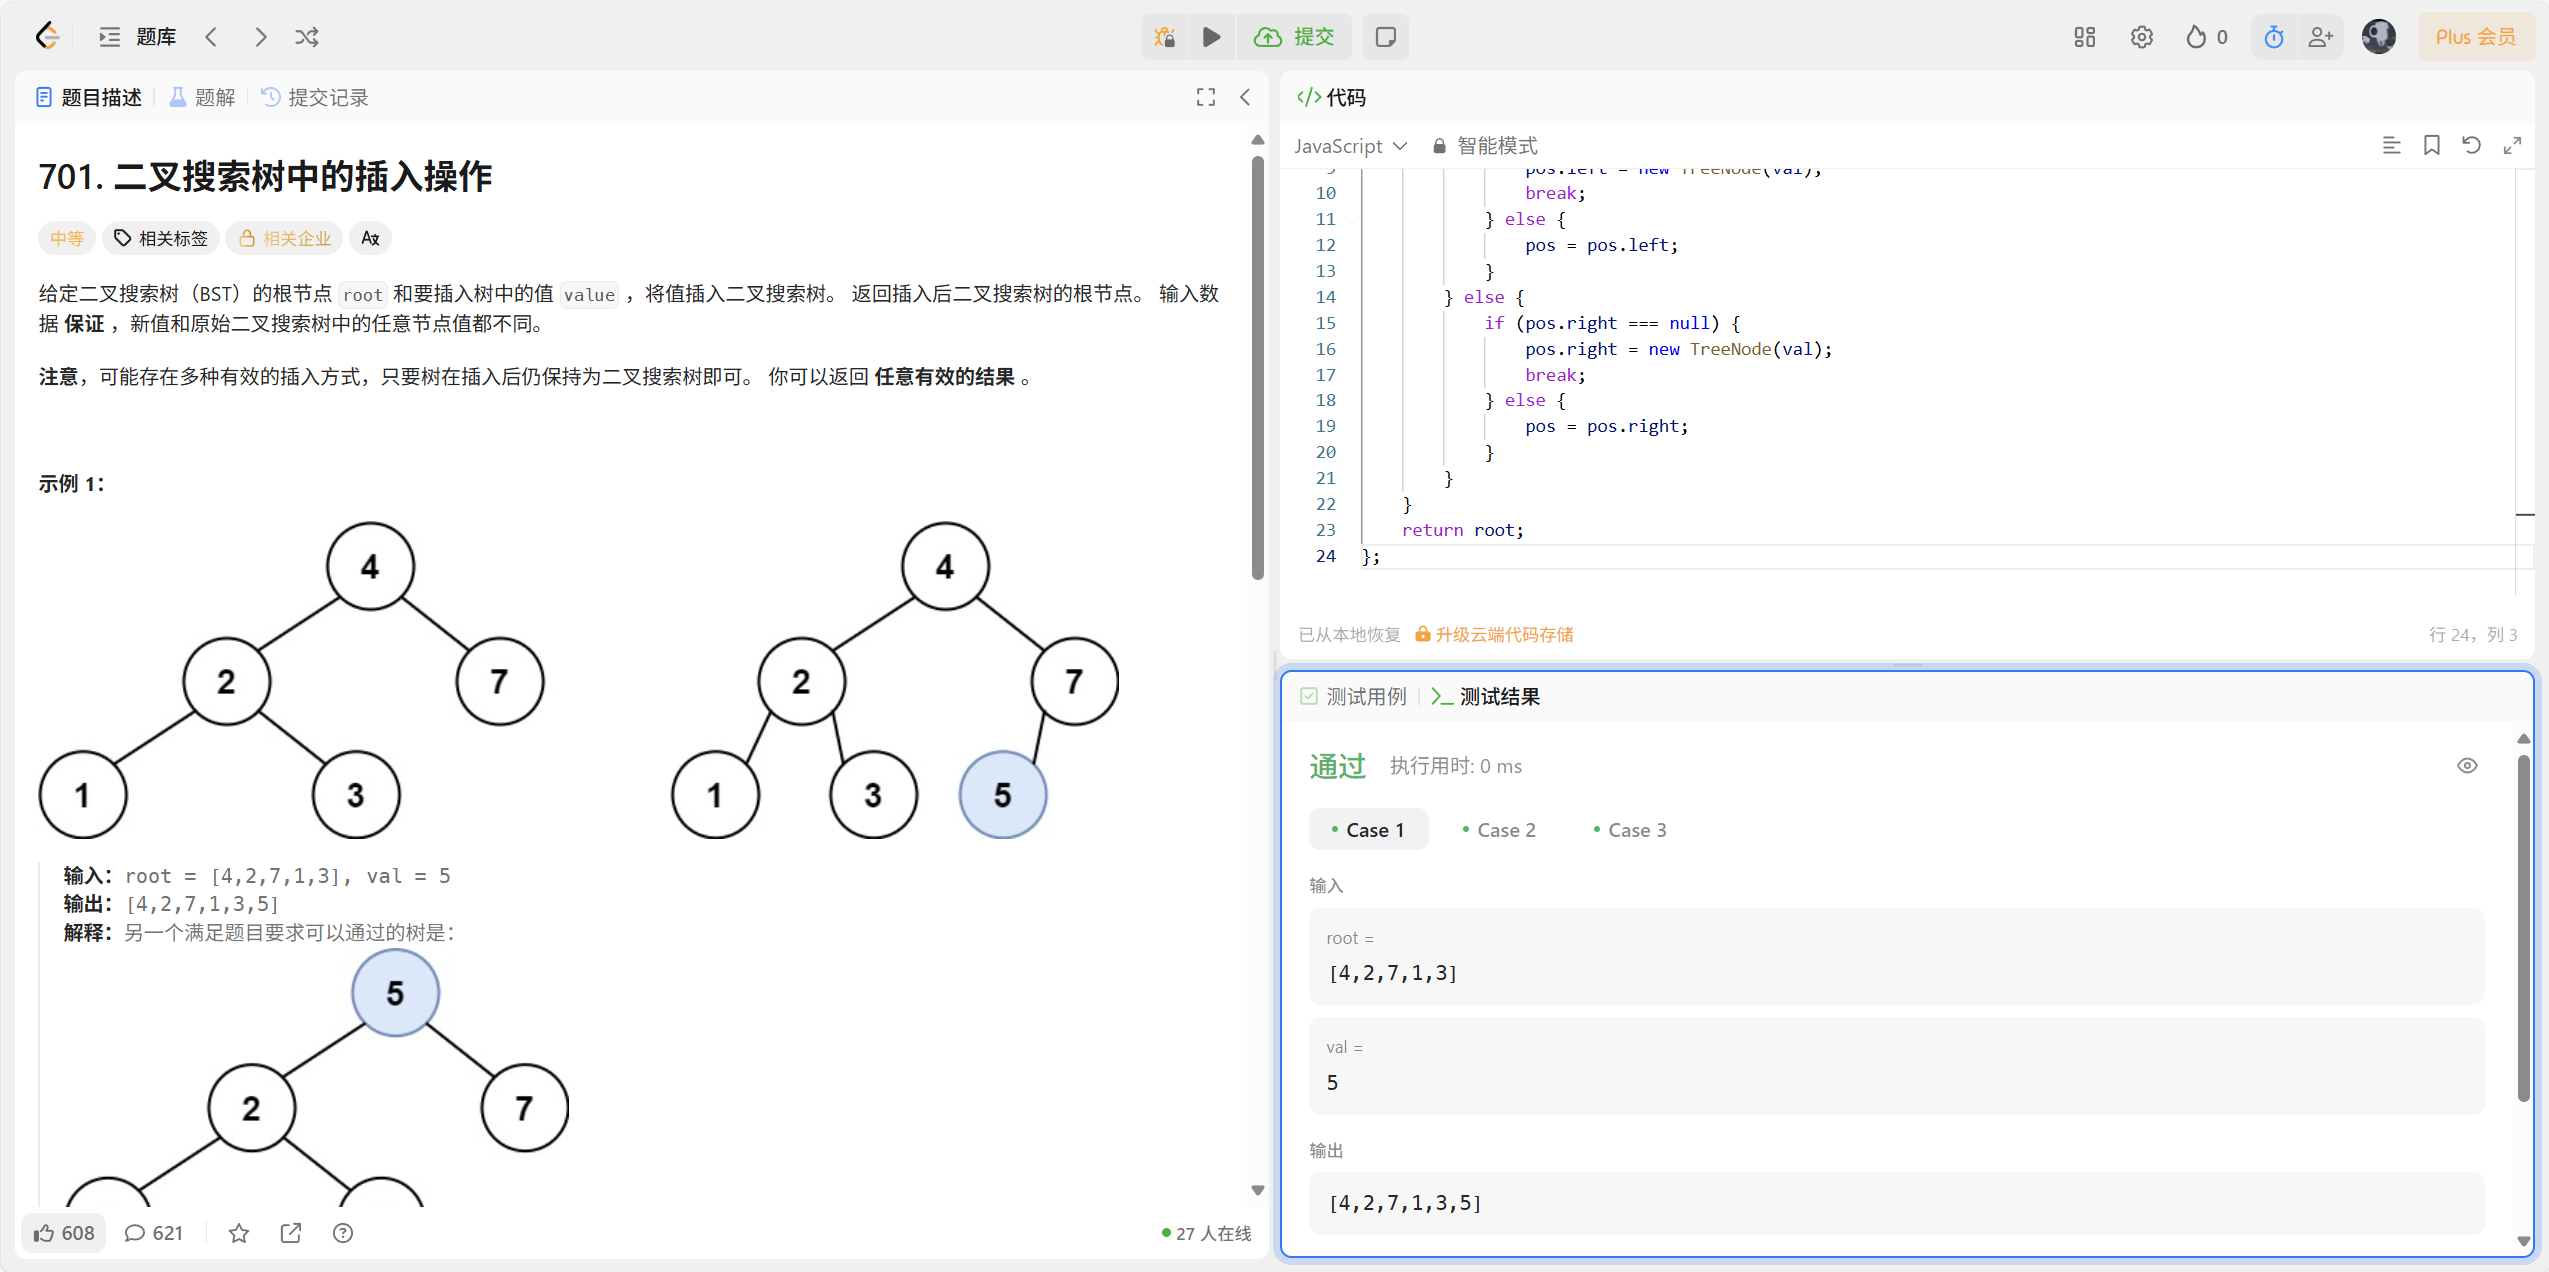 题库
提交
0
Plus 会员
题目描述
题解
提交记录
701. 二叉搜索树中的插入操作
中等
相关标签
相关企业
给定二叉搜索树（BST）的根节点 root 和要插入树中的值 value ，将值插入二叉搜索树。 返回插入后二叉搜索树的根节点。 输入数
据 保证 ，新值和原始二叉搜索树中的任意节点值都不同。
注意，可能存在多种有效的插入方式，只要树在插入后仍保持为二叉搜索树即可。 你可以返回 任意有效的结果 。
示例 1：
4
2
7
1
3
4
2
7
1
3
5
输入：root = [4,2,7,1,3], val = 5
输出：[4,2,7,1,3,5]
解释：另一个满足题目要求可以通过的树是：
5
2
7
608
621
27 人在线
</> 代码
JavaScript
智能模式
9 pos.left = new TreeNode(val);
10 break;
11 } else {
12 pos = pos.left;
13 }
14 } else {
15 if (pos.right === null) {
16 pos.right = new TreeNode(val);
17 break;
18 } else {
19 pos = pos.right;
20 }
21 }
22 }
23 return root;
24 };
已从本地恢复
升级云端代码存储
行 24，列 3
测试用例
测试结果
通过
执行用时: 0 ms
Case 1
Case 2
Case 3
输入
root =
[4,2,7,1,3]
val =
5
输出
[4,2,7,1,3,5]